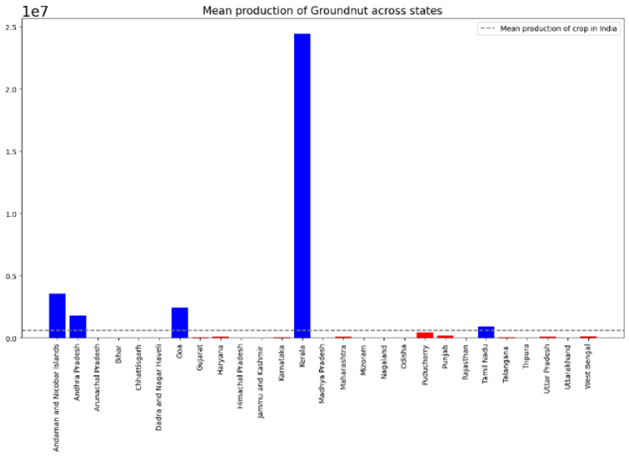 Mean production of Groundnut across states
1e7
Mean production of crop in India
2.5
2.0
1.5
1.0
0.5
0.0
Andaman and Nicobar Islands
Andhra Pradesh
Arunachal Pradesh
Bihar
Chhattisgarh
Dadra and Nagar Haveli
Goa
Gujarat
Haryana
Himachal Pradesh
Jammu and Kashmir
Karnataka
Kerala
Madhya Pradesh
Maharashtra
Mizoram
Nagaland
Odisha
Puducherry
Punjab
Rajasthan
Tamil Nadu
Telangana
Tripura
Uttar Pradesh
Uttarakhand
West Bengal